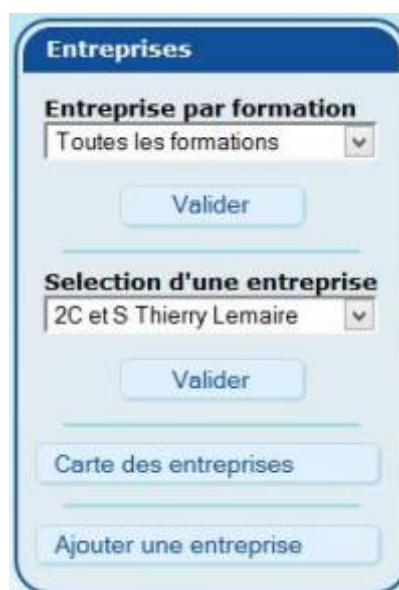 Entreprises
Entreprise par formation
Toutes les formations
Valider
Selection d'une entreprise
2C et S Thierry Lemaire
Valider
Carte des entreprises
Ajouter une entreprise